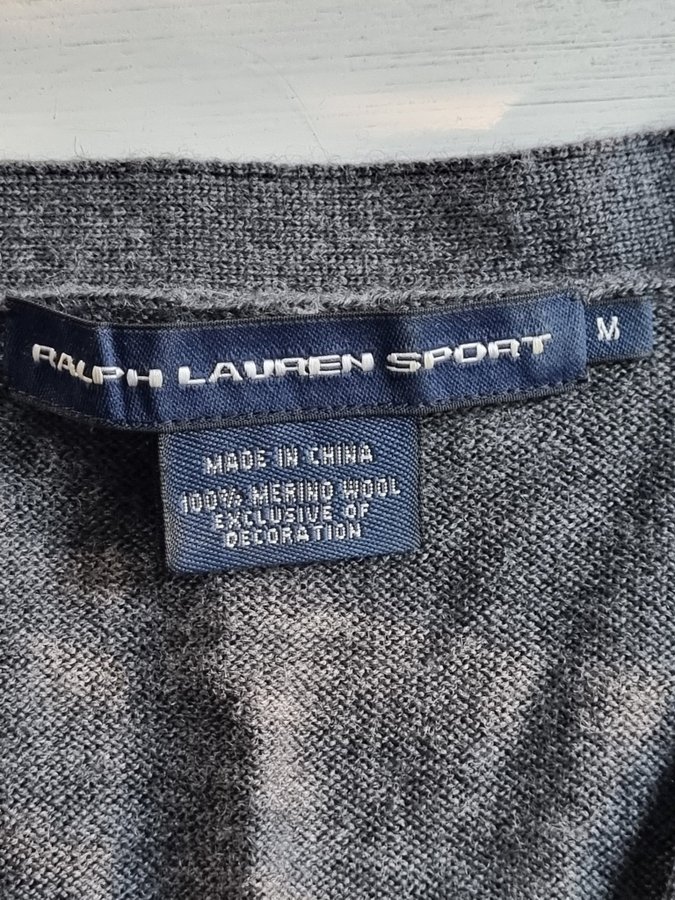 RALPH LAUREN SPORT
M
MADE IN CHINA
100% MERINO WOOL
EXCLUSIVE OF
DECORATION